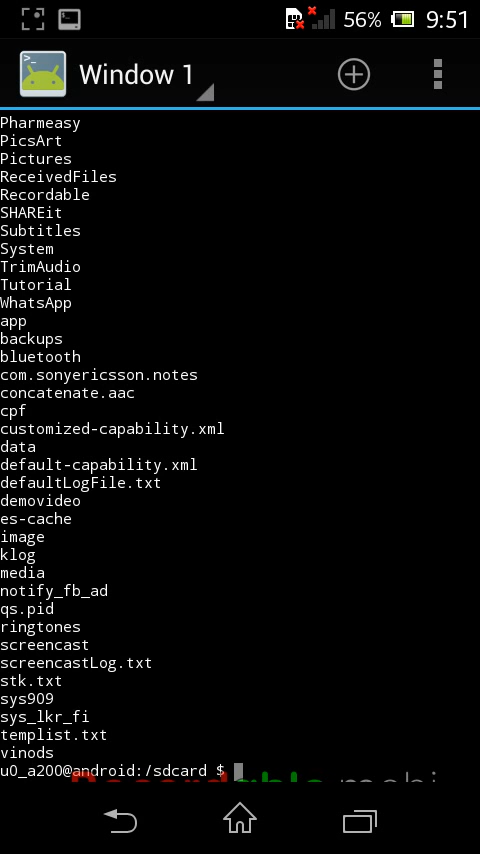 56% 9:51
Window 1
Pharmeasy
PicsArt
Pictures
ReceivedFiles
Recordable
SHAREit
Subtitles
System
TrimAudio
Tutorial
WhatsApp
app
backups
bluetooth
com.sonyericsson.notes
concatenate.aac
cpf
customized-capability.xml
data
default-capability.xml
defaultLogFile.txt
demovideo
es-cache
image
klog
media
notify_fb_ad
qs.pid
ringtones
screencast
screencastLog.txt
stk.txt
sys909
sys_lkr_fi
templist.txt
vinods
u0_a200@android:/sdcard $